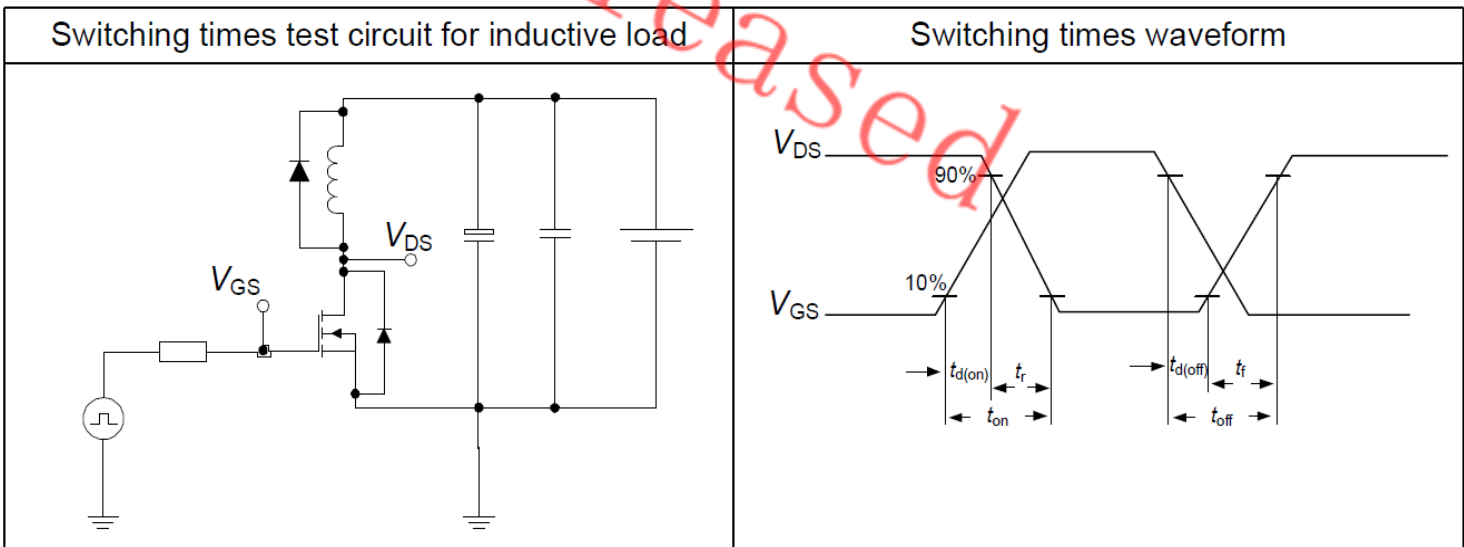 Switching times test circuit for inductive load
Switching times waveform
eased
VDS
VGS
VDS
90%
10%
VGS
td(on)
tr
td(off)
tf
ton
toff